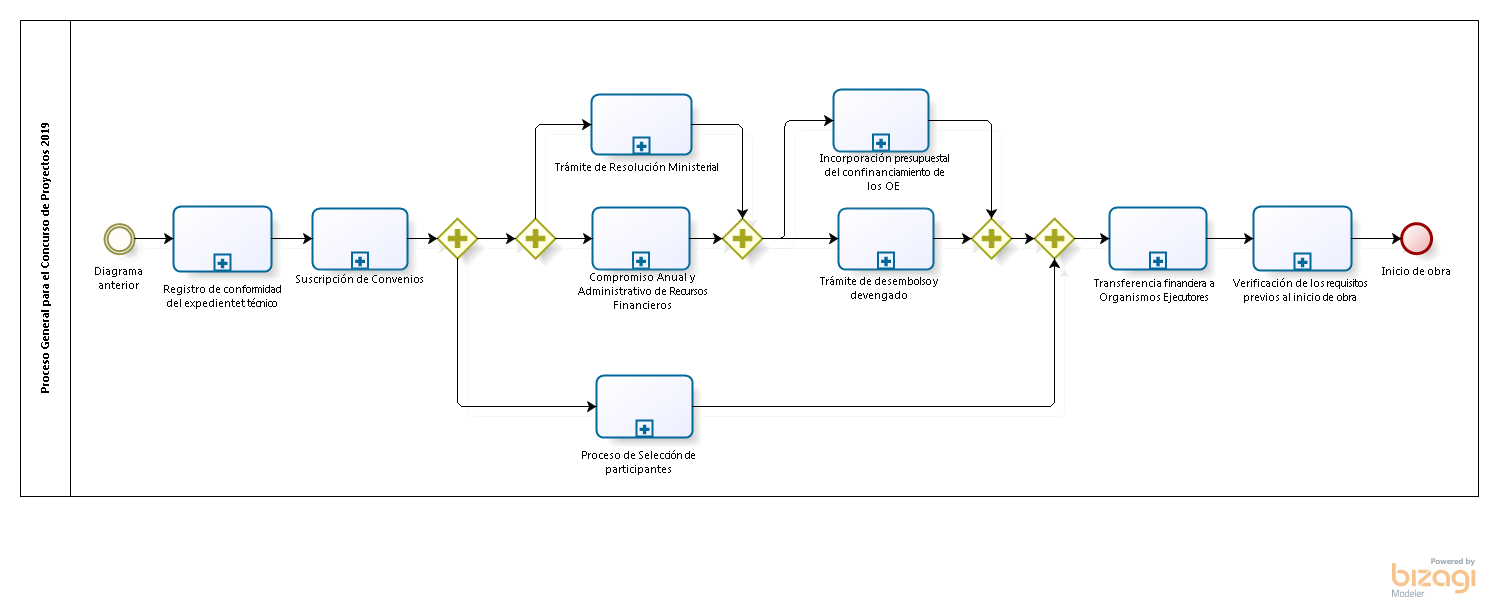 Proceso General para el Concurso de Proyectos 2019
Diagrama
anterior
Registro de conformidad
del expedientet técnico
Suscripción de Convenios
Trámite de Resolución Ministerial
Compromiso Anual y
Administrativo de Recursos
Financieros
Proceso de Selección de
participantes
Incorporación presupuestal
del confinanciamiento de
los OE
Trámite de desembolso y
devengado
Transferencia financiera a
Organismos Ejecutores
Verificación de los requisitos
previos al inicio de obra
Inicio de obra
Powered by
bizagi
Modeler